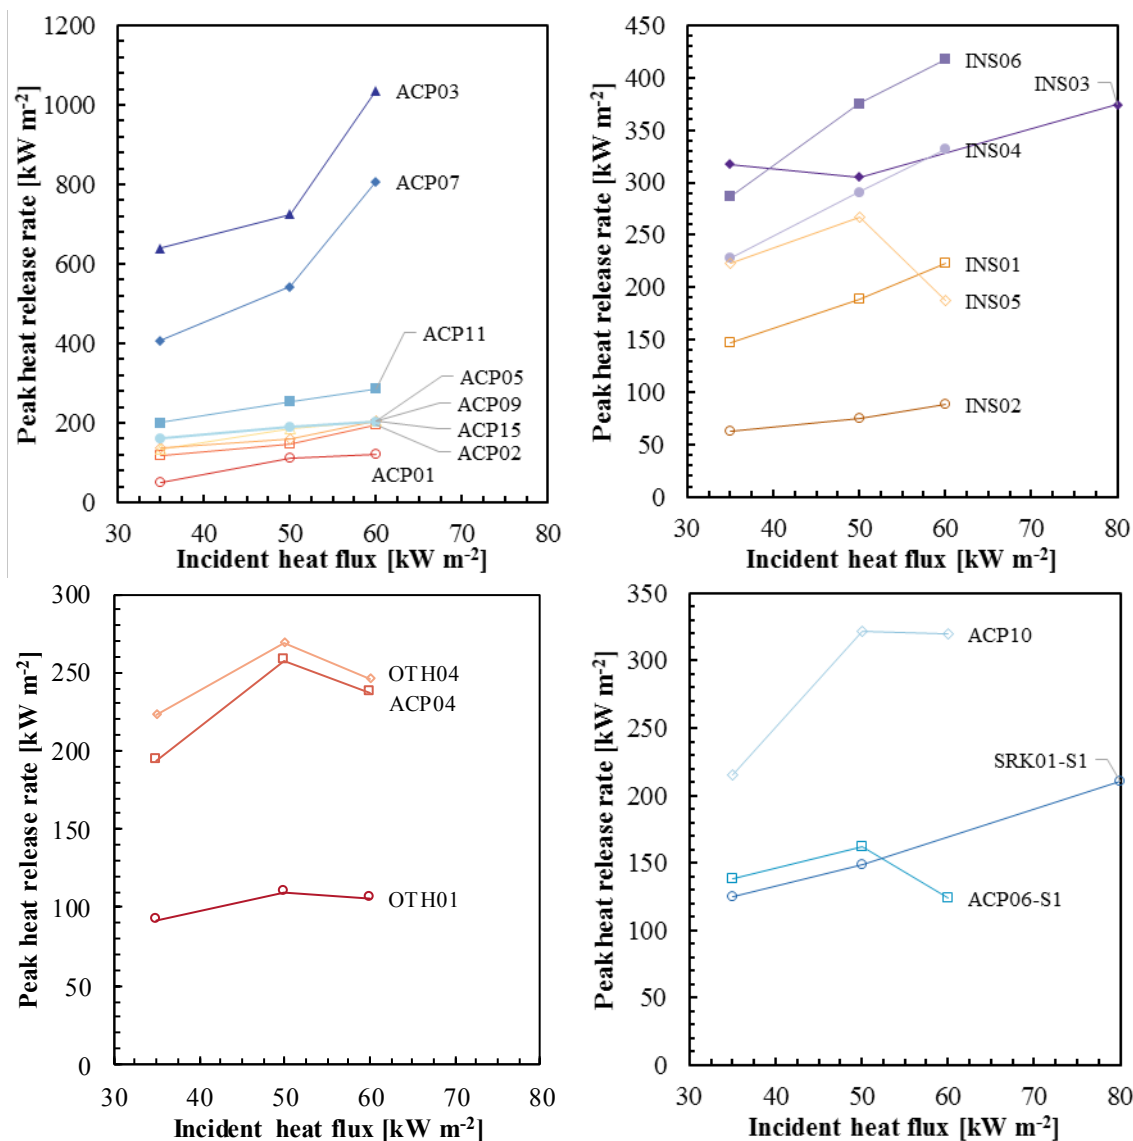 1200
1000
800
600
400
200
0
30 40 50 60 70 80
Peak heat release rate [kW m-2]
Incident heat flux [kW m-2]
ACP03
ACP07
ACP11
ACP05
ACP09
ACP15
ACP02
ACP01
450
400
350
300
250
200
150
100
50
0
30 40 50 60 70 80
Peak heat release rate [kW m-2]
Incident heat flux [kW m-2]
INS06
INS03
INS04
INS01
INS05
INS02
300
250
200
150
100
50
0
30 40 50 60 70 80
Peak heat release rate [kW m-2]
Incident heat flux [kW m-2]
OTH04
ACP04
OTH01
350
300
250
200
150
100
50
0
30 40 50 60 70 80
Peak heat release rate [kW m-2]
Incident heat flux [kW m-2]
ACP10
SRK01-S1
ACP06-S1